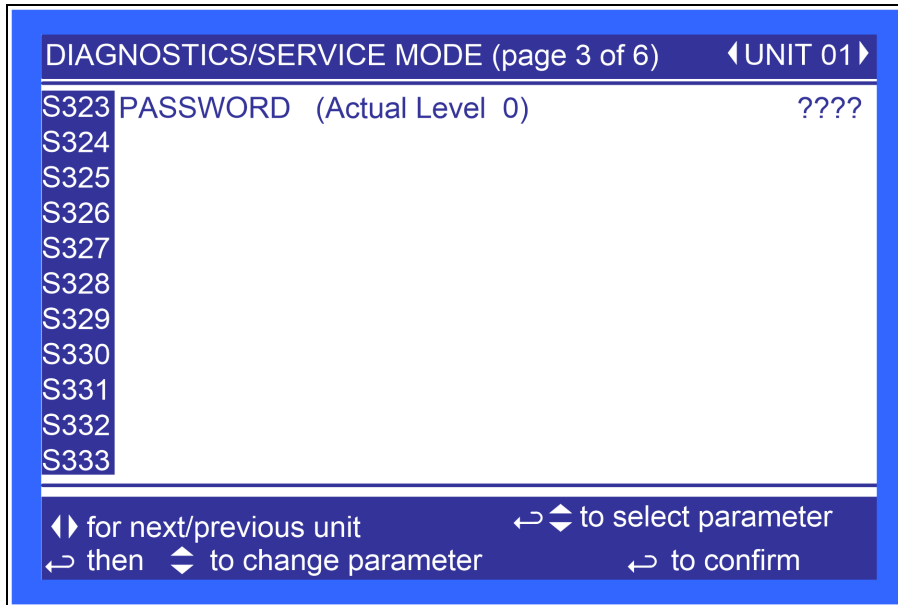 DIAGNOSTICS/SERVICE MODE (page 3 of 6) UNIT 01
S323 PASSWORD (Actual Level 0) ????
S324
S325
S326
S327
S328
S329
S330
S331
S332
S333
for next/previous unit to select parameter
then to change parameter to confirm